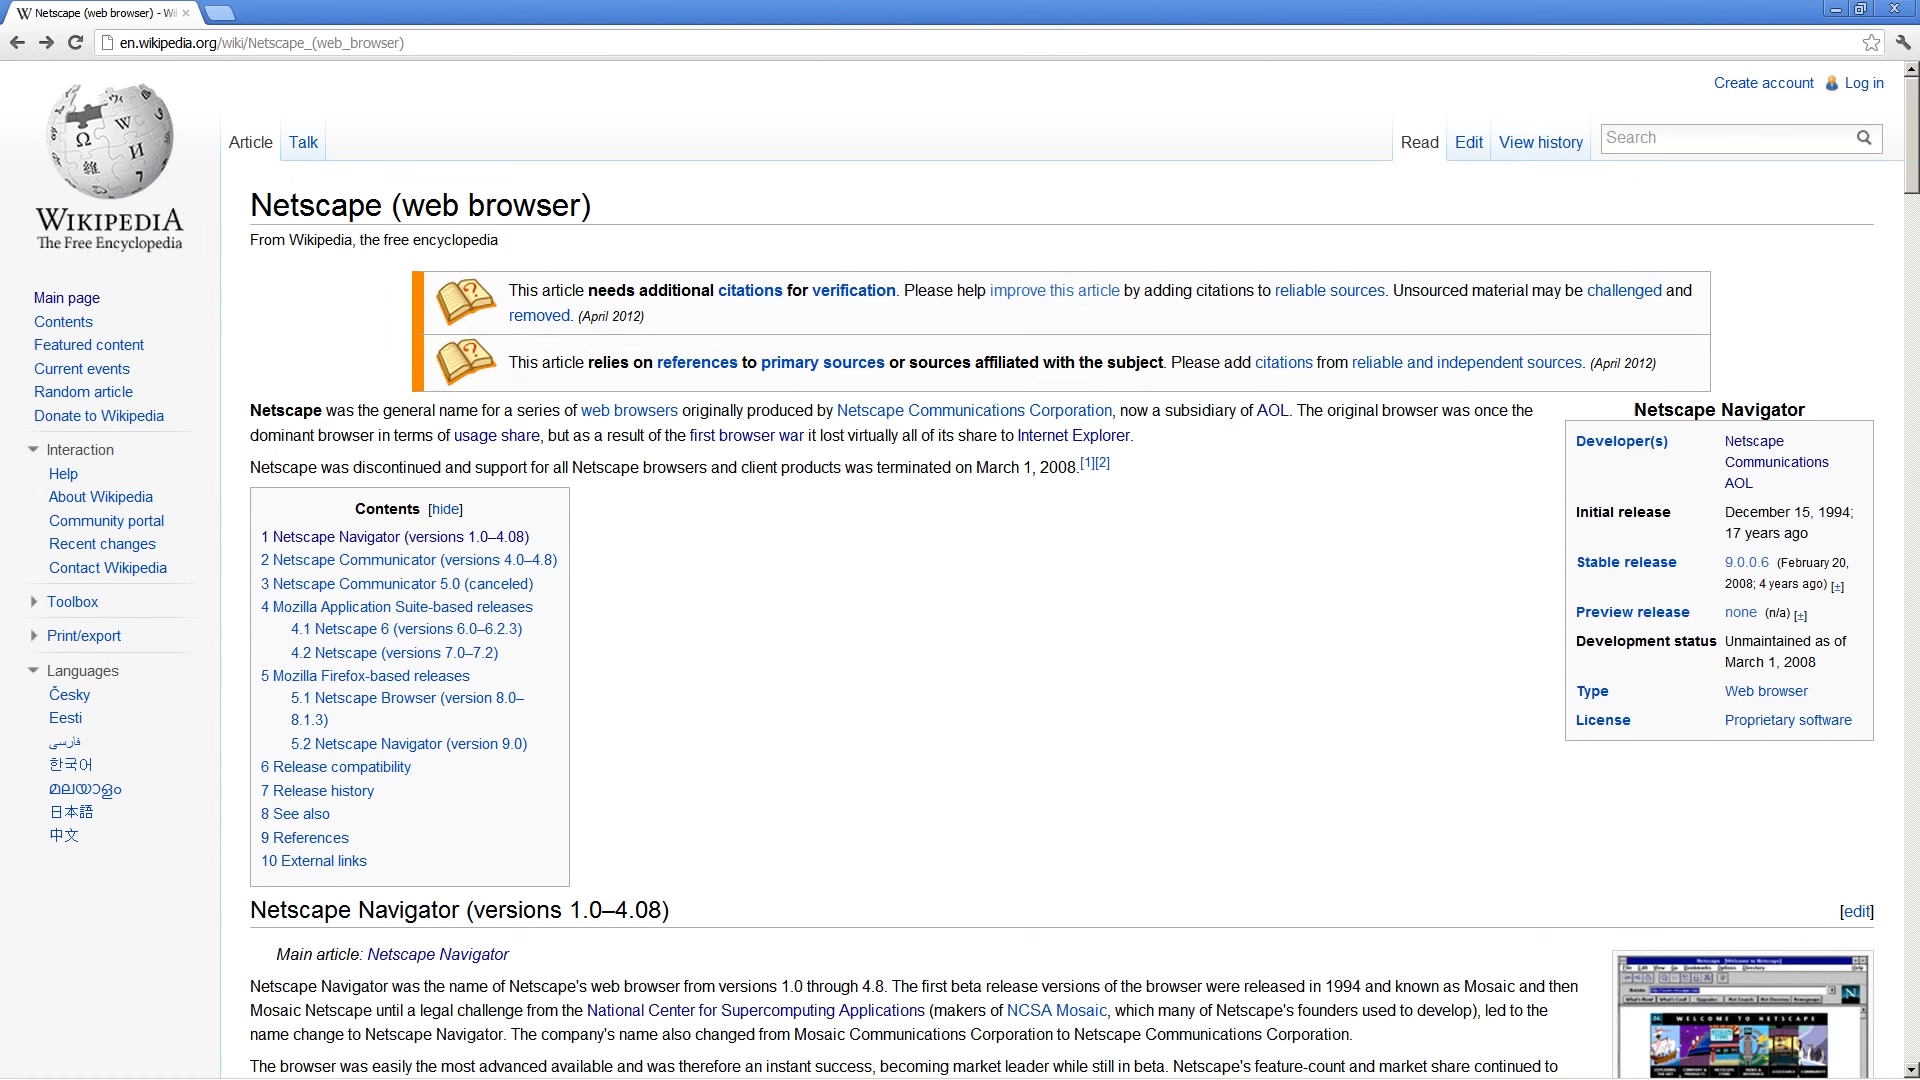 Netscape (web browser) - Wi
en.wikipedia.org/wiki/Netscape_(web_browser)
Create account Log in
Article Talk Read Edit View history Search
WIKIPEDIA
The Free Encyclopedia
Main page
Contents
Featured content
Current events
Random article
Donate to Wikipedia
Interaction
Help
About Wikipedia
Community portal
Recent changes
Contact Wikipedia
Toolbox
Print/export
Languages
Česky
Eesti
فارسی
한국어
മലയാളം
日本語
中文
Netscape (web browser)
From Wikipedia, the free encyclopedia
This article needs additional citations for verification. Please help improve this article by adding citations to reliable sources. Unsourced material may be challenged and
removed. (April 2012)
This article relies on references to primary sources or sources affiliated with the subject. Please add citations from reliable and independent sources. (April 2012)
Netscape was the general name for a series of web browsers originally produced by Netscape Communications Corporation, now a subsidiary of AOL. The original browser was once the
dominant browser in terms of usage share, but as a result of the first browser war it lost virtually all of its share to Internet Explorer.
Netscape was discontinued and support for all Netscape browsers and client products was terminated on March 1, 2008.[1][2]
Contents [hide]
1 Netscape Navigator (versions 1.0–4.08)
2 Netscape Communicator (versions 4.0–4.8)
3 Netscape Communicator 5.0 (canceled)
4 Mozilla Application Suite-based releases
4.1 Netscape 6 (versions 6.0–6.2.3)
4.2 Netscape (versions 7.0–7.2)
5 Mozilla Firefox-based releases
5.1 Netscape Browser (version 8.0–
8.1.3)
5.2 Netscape Navigator (version 9.0)
6 Release compatibility
7 Release history
8 See also
9 References
10 External links
Netscape Navigator
Developer(s) Netscape
Communications
AOL
Initial release December 15, 1994;
17 years ago
Stable release 9.0.0.6 (February 20,
2008; 4 years ago) [±]
Preview release none (n/a) [±]
Development status Unmaintained as of
March 1, 2008
Type Web browser
License Proprietary software
Netscape Navigator (versions 1.0–4.08) [edit]
Main article: Netscape Navigator
Netscape Navigator was the name of Netscape's web browser from versions 1.0 through 4.8. The first beta release versions of the browser were released in 1994 and known as Mosaic and then
Mosaic Netscape until a legal challenge from the National Center for Supercomputing Applications (makers of NCSA Mosaic, which many of Netscape's founders used to develop), led to the
name change to Netscape Navigator. The company's name also changed from Mosaic Communications Corporation to Netscape Communications Corporation.
The browser was easily the most advanced available and was therefore an instant success, becoming market leader while still in beta. Netscape's feature-count and market share continued to
WELCOME TO NETSCAPE